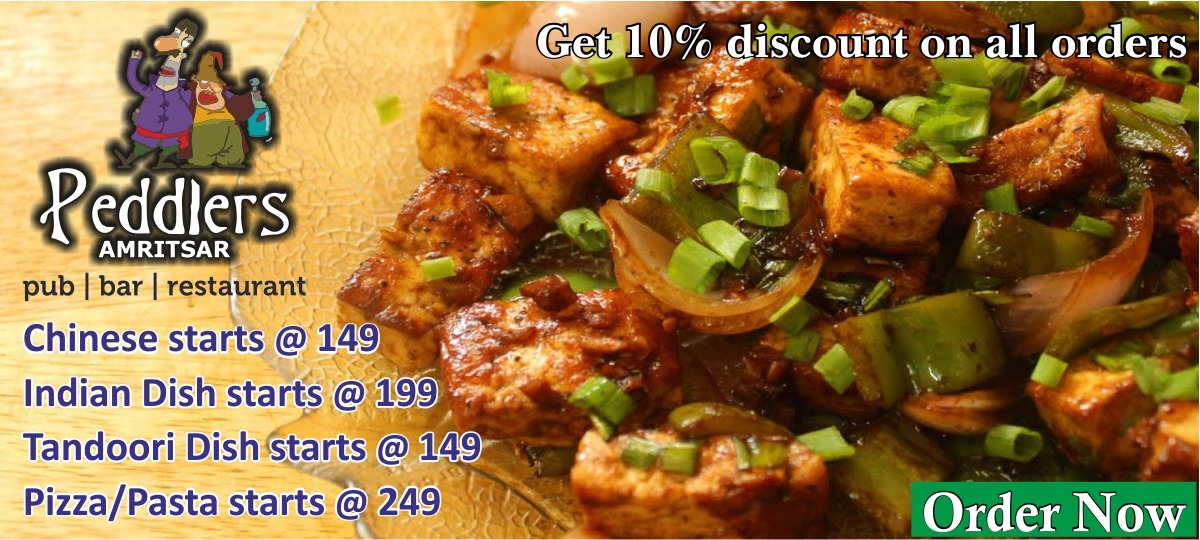 Get 10% discount on all orders
Peddlers
AMRITSAR
pub | bar | restaurant
Chinese starts @ 149
Indian Dish starts @ 199
Tandoori Dish starts @ 149
Pizza/Pasta starts @ 249
Order Now